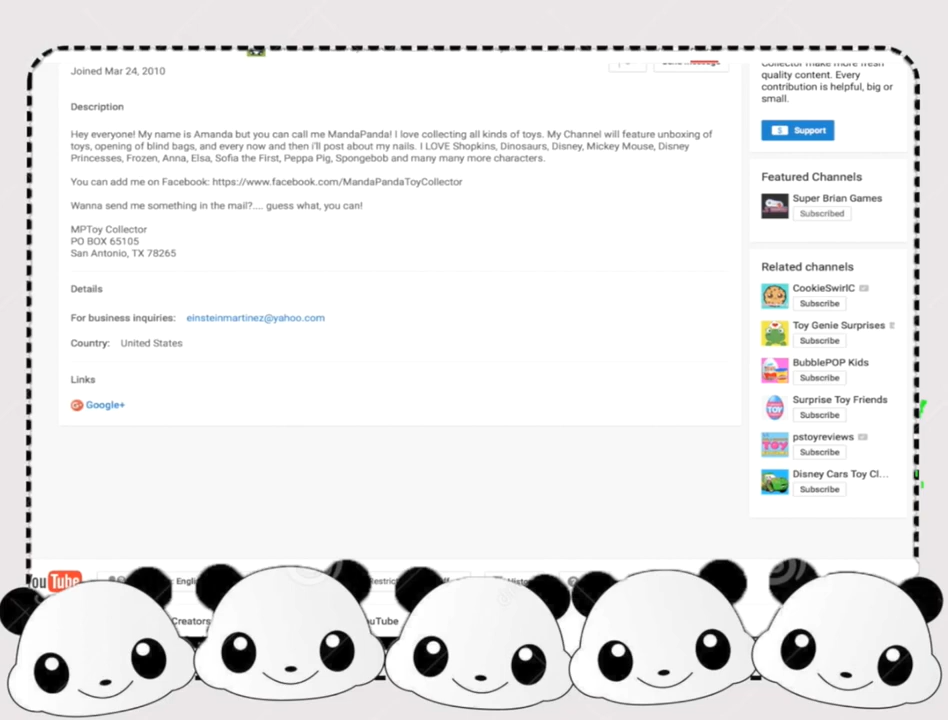 Joined Mar 24, 2010
Description
Hey everyone! My name is Amanda but you can call me MandaPanda! I love collecting all kinds of toys. My Channel will feature unboxing of
toys, opening of blind bags, and every now and then i'll post about my nails. I LOVE Shopkins, Dinosaurs, Disney, Mickey Mouse, Disney
Princesses, Frozen, Anna, Elsa, Sofia the First, Peppa Pig, Spongebob and many many more characters.
You can add me on Facebook: https://www.facebook.com/MandaPandaToyCollector
Wanna send me something in the mail?.... guess what, you can!
MPToy Collector
PO BOX 65105
San Antonio, TX 78265
Details
For business inquiries: einsteinmartinez@yahoo.com
Country: United States
Links
Google+
Collector make more fresh
quality content. Every
contribution is helpful, big or
small.
$ Support
Featured Channels
Super Brian Games
Subscribed
Related channels
CookieSwirlC
Subscribe
Toy Genie Surprises
Subscribe
BubblePOP Kids
Subscribe
Surprise Toy Friends
Subscribe
pstoyreviews
Subscribe
Disney Cars Toy Cl...
Subscribe
ouTube
Creators
uTube